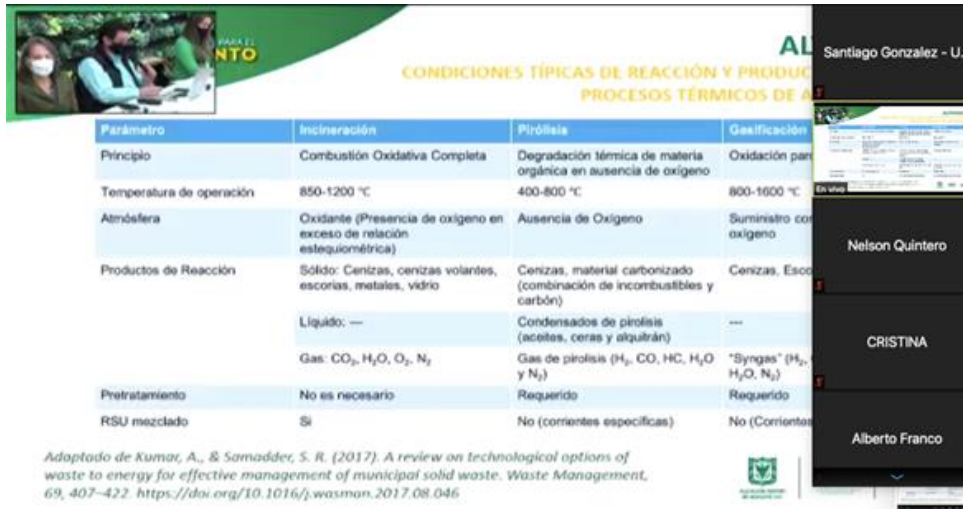 PARA EL
NTO
AL
CONDICIONES TÍPICAS DE REACCIÓN Y PRODUC
PROCESOS TÉRMICOS DE A
Parámetro Incineración Pirólisis Gasificación
Principio Combustión Oxidativa Completa Degradación térmica de materia
orgánica en ausencia de oxígeno Oxidación par
Temperatura de operación 850-1200 °C 400-800 °C 800-1600 °C
Atmósfera Oxidante (Presencia de oxígeno en
exceso de relación
estequiométrica) Ausencia de Oxigeno Suministro con
oxígeno
Productos de Reacción Sólido: Cenizas, cenizas volantes,
escorias, metales, vidrio Cenizas, material carbonizado
(combinación de incombustibles y
carbón) Cenizas, Esco
Líquido: --- Condensados de pirolisis
(aceites, ceras y alquitrán) ---
Gas: CO₂, H₂O, O₂, N₂ Gas de pirolisis (H₂, CO, HC, H₂O
y N₂) "Syngas" (H₂,
H₂O, N₂)
Pretratamiento No es necesario Requerido Requerido
RSU mezclado Si No (corrientes específicas) No (Corrientes
Adaptado de Kumar, A., & Samadder, S. R. (2017). A review on technological options of
waste to energy for effective management of municipal solid waste. Waste Management,
69, 407–422. https://doi.org/10.1016/j.wasman.2017.08.046
Santiago Gonzalez - U.
En vivo
Nelson Quintero
CRISTINA
Alberto Franco